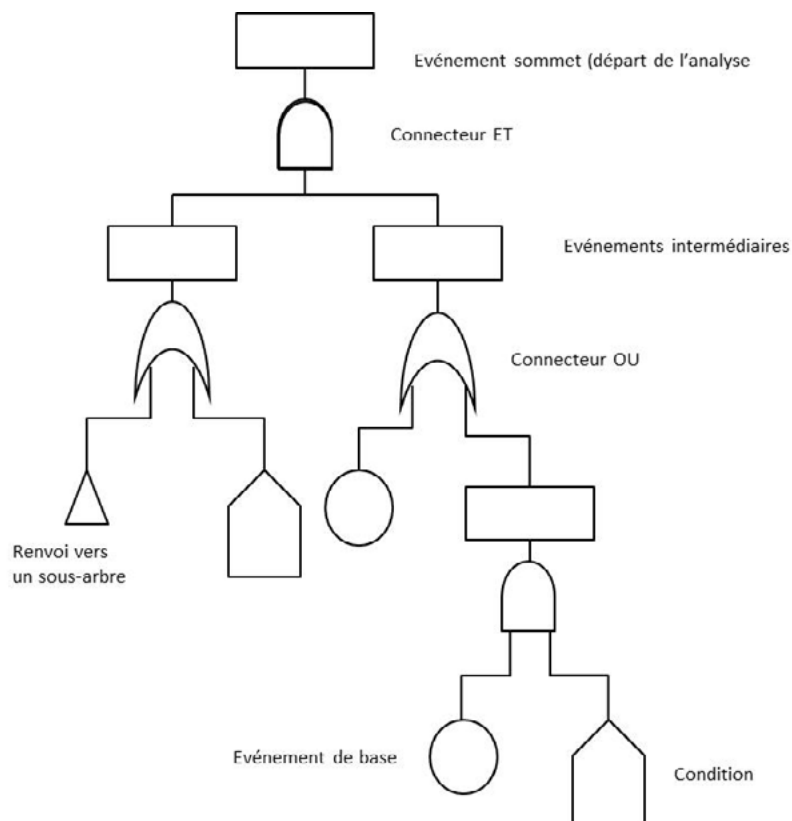 Evénement sommet (départ de l'analyse
Connecteur ET
Evénements intermédiaires
Connecteur OU
Renvoi vers
un sous-arbre
Evénement de base
Condition